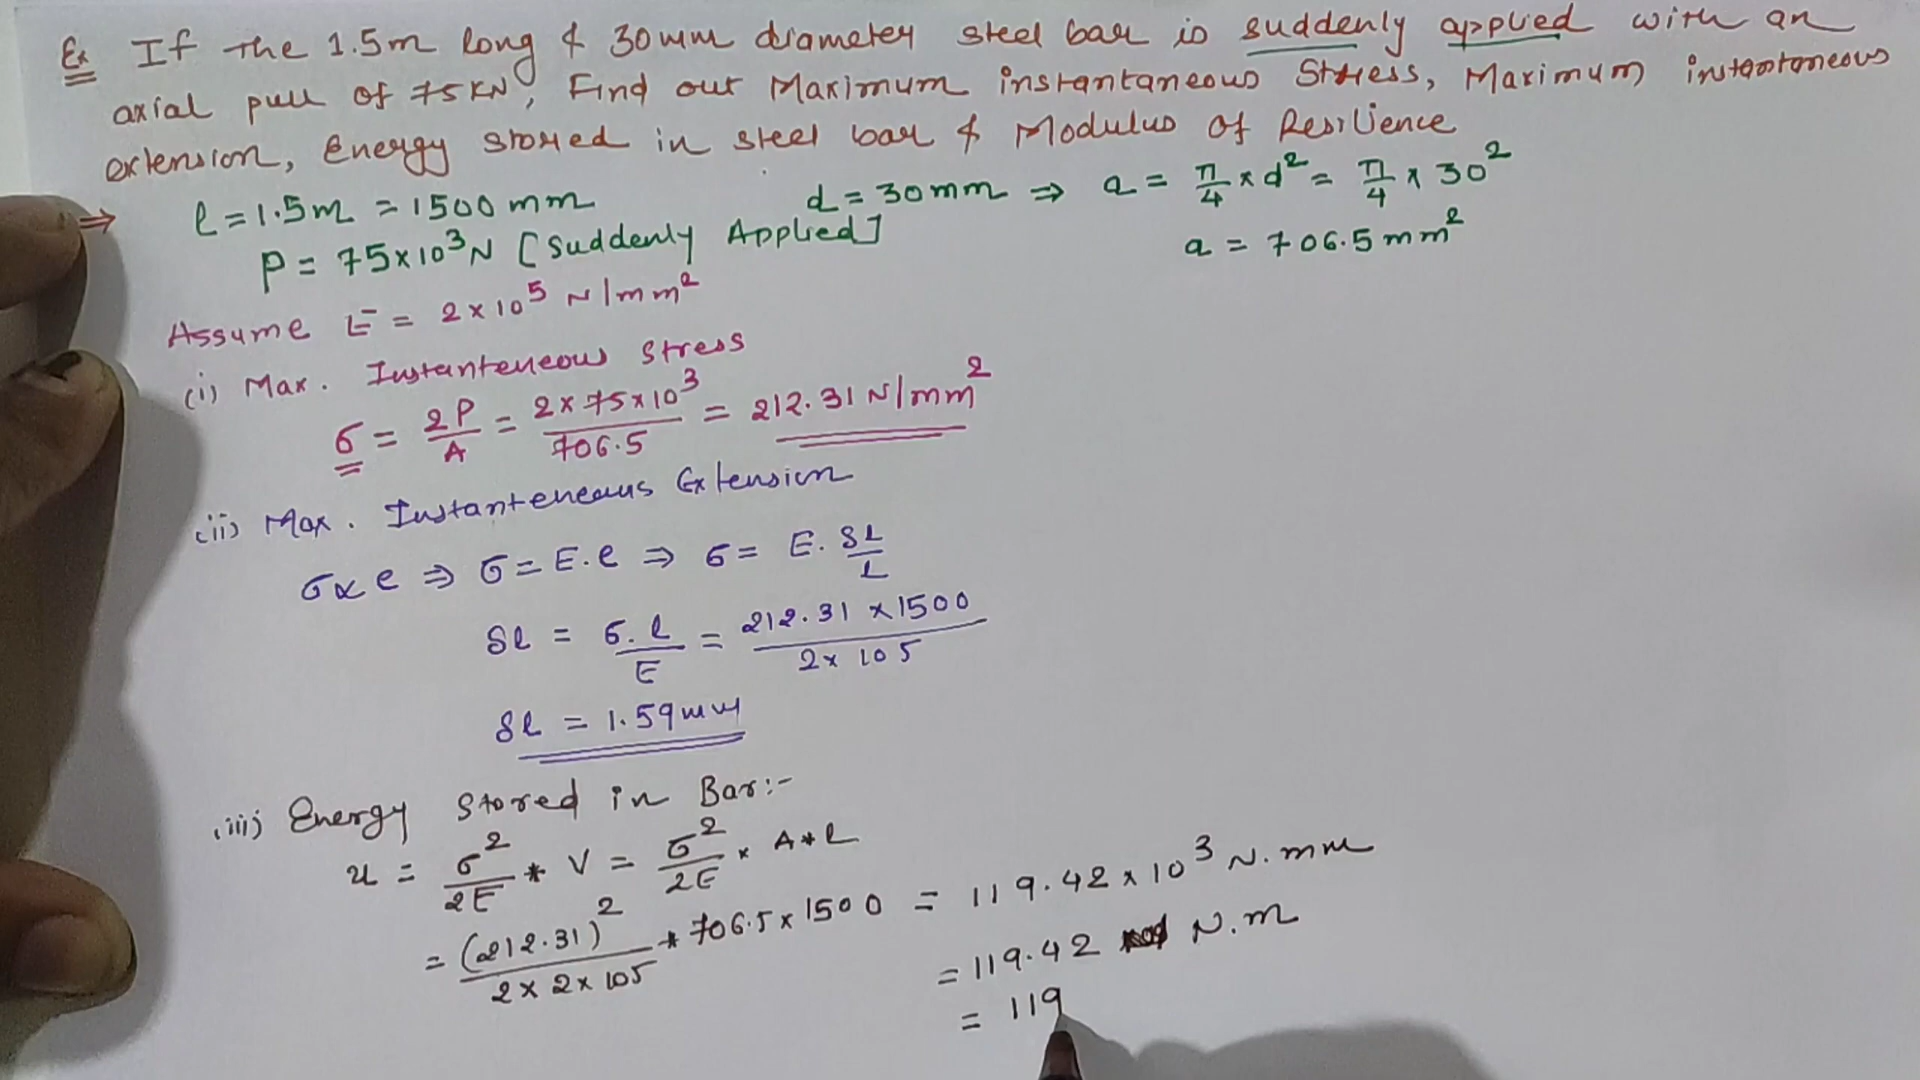 Ex If the 1.5m long & 30mm diameter steel bar is suddenly applied with an
axial pull of 75KN, Find out Maximum instantaneous Stress, Maximum instantaneous
extension, Energy stored in steel bar & Modulus of Resilience
⇒ l = 1.5m = 1500 mm d = 30mm ⇒ a = π/4 × d² = π/4 × 30²
P = 75×10³N [Suddenly Applied] a = 706.5 mm²
Assume E = 2×10⁵ N/mm²
(i) Max. Instanteneous stress
σ = 2P/A = 2×75×10³/706.5 = 212.31 N/mm²
(ii) Max. Instanteneous Extension
σ∝e ⇒ σ=E.e ⇒ σ= E.δL/L
δl = σ.l/E = 212.31 ×1500/2× 105
δl = 1.59mm
(iii) Energy Stored in Bar:-
u = σ²/2E * V = σ²/2E × A*l
= (212.31)²/2× 2×105 * 706.5×1500 = 119.42×10³ N.mm
= 119.42 N.m
= 119